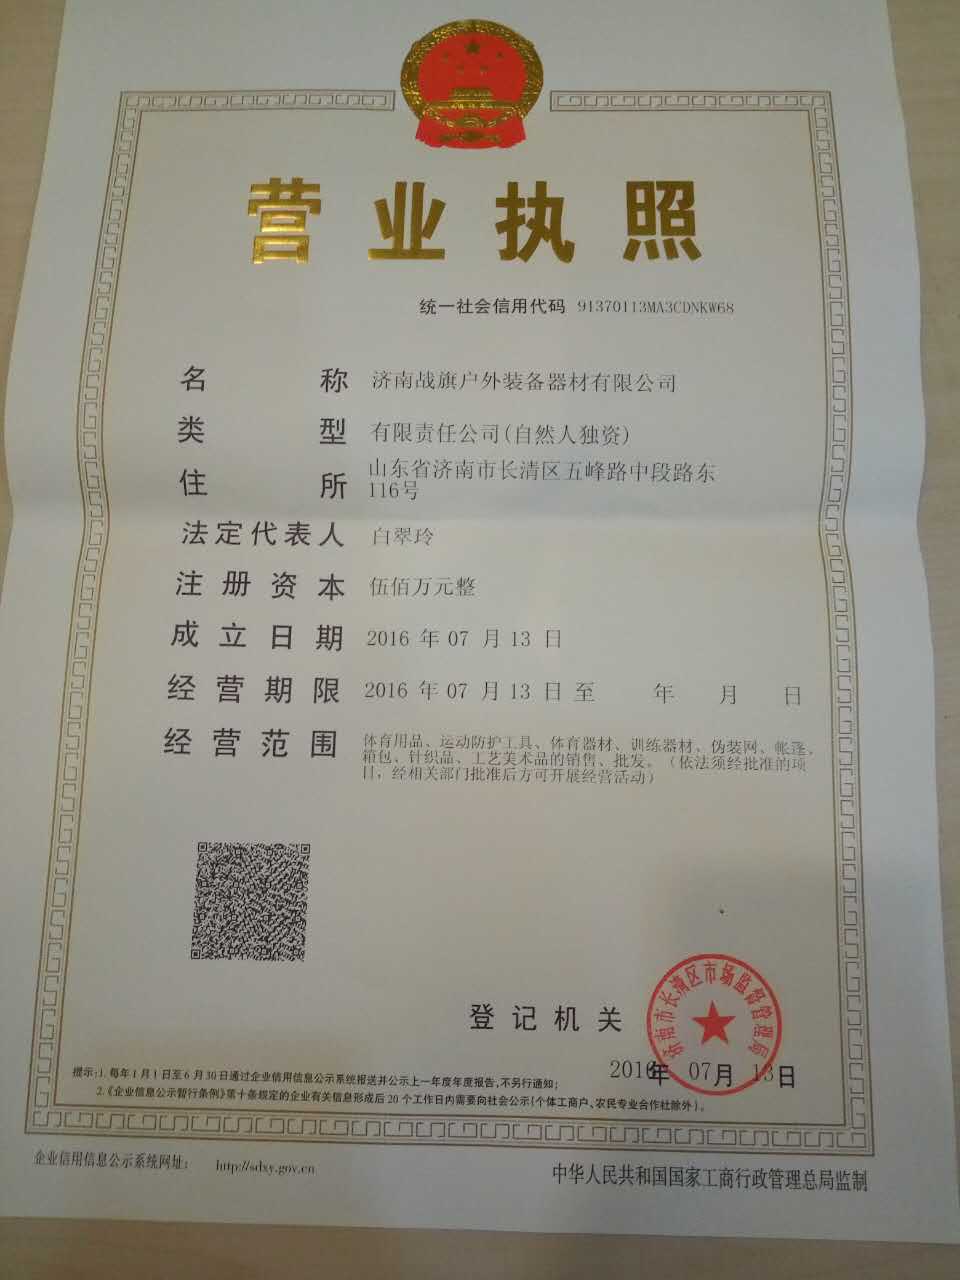 营业执照
统一社会信用代码 91370113MA3CDNKW68
名称 济南战旗户外装备器材有限公司
类型 有限责任公司(自然人独资)
住所 山东省济南市长清区五峰路中段路东
116号
法定代表人 白翠玲
注册资本 伍佰万元整
成立日期 2016 年 07 月 13 日
经营期限 2016 年 07 月 13 日 至 年 月 日
经营范围 体育用品、运动防护工具、体育器材、训练器材、伪装网、帐蓬、
箱包、针织品、工艺美术品的销售、批发。(依法须经批准的项
目,经相关部门批准后方可开展经营活动)
登记机关
济南市长清区市场监督管理局
2016年 07月 13日
提示:1. 每年1月1日至6月30日通过企业信用信息公示系统报送并公示上一年度年度报告,不另行通知;
2.《企业信息公示暂行条例》第十条规定的企业有关信息形成后20个工作日内需要向社会公示(个体工商户、农民专业合作社除外)。
企业信用信息公示系统网址: http://sdxy.gov.cn
中华人民共和国国家工商行政管理总局监制